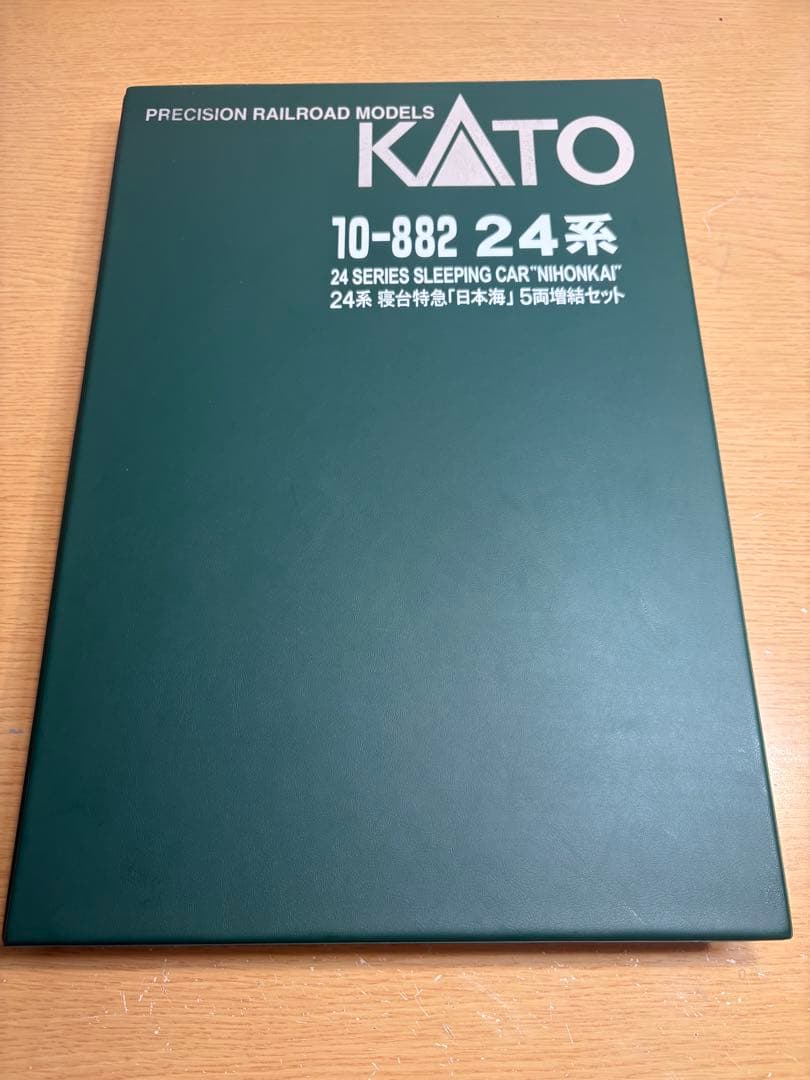 PRECISION RAILROAD MODELS
KATO
10-882 24系
24 SERIES SLEEPING CAR"NIHONKAI"
24系 寝台特急「日本海」 5両増結セット